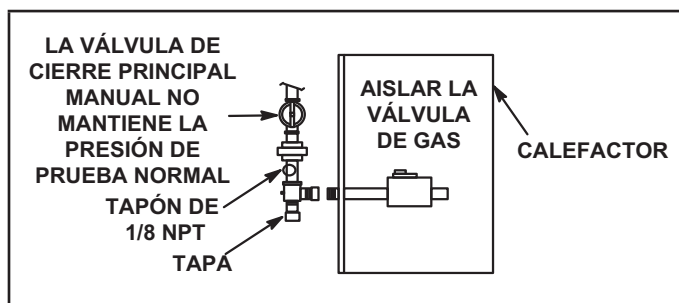 LA VÁLVULA DE
CIERRE PRINCIPAL
MANUAL NO
MANTIENE LA
PRESIÓN DE
PRUEBA NORMAL
TAPÓN DE
1/8 NPT
TAPA
AISLAR LA
VÁLVULA
DE GAS
CALEFACTOR